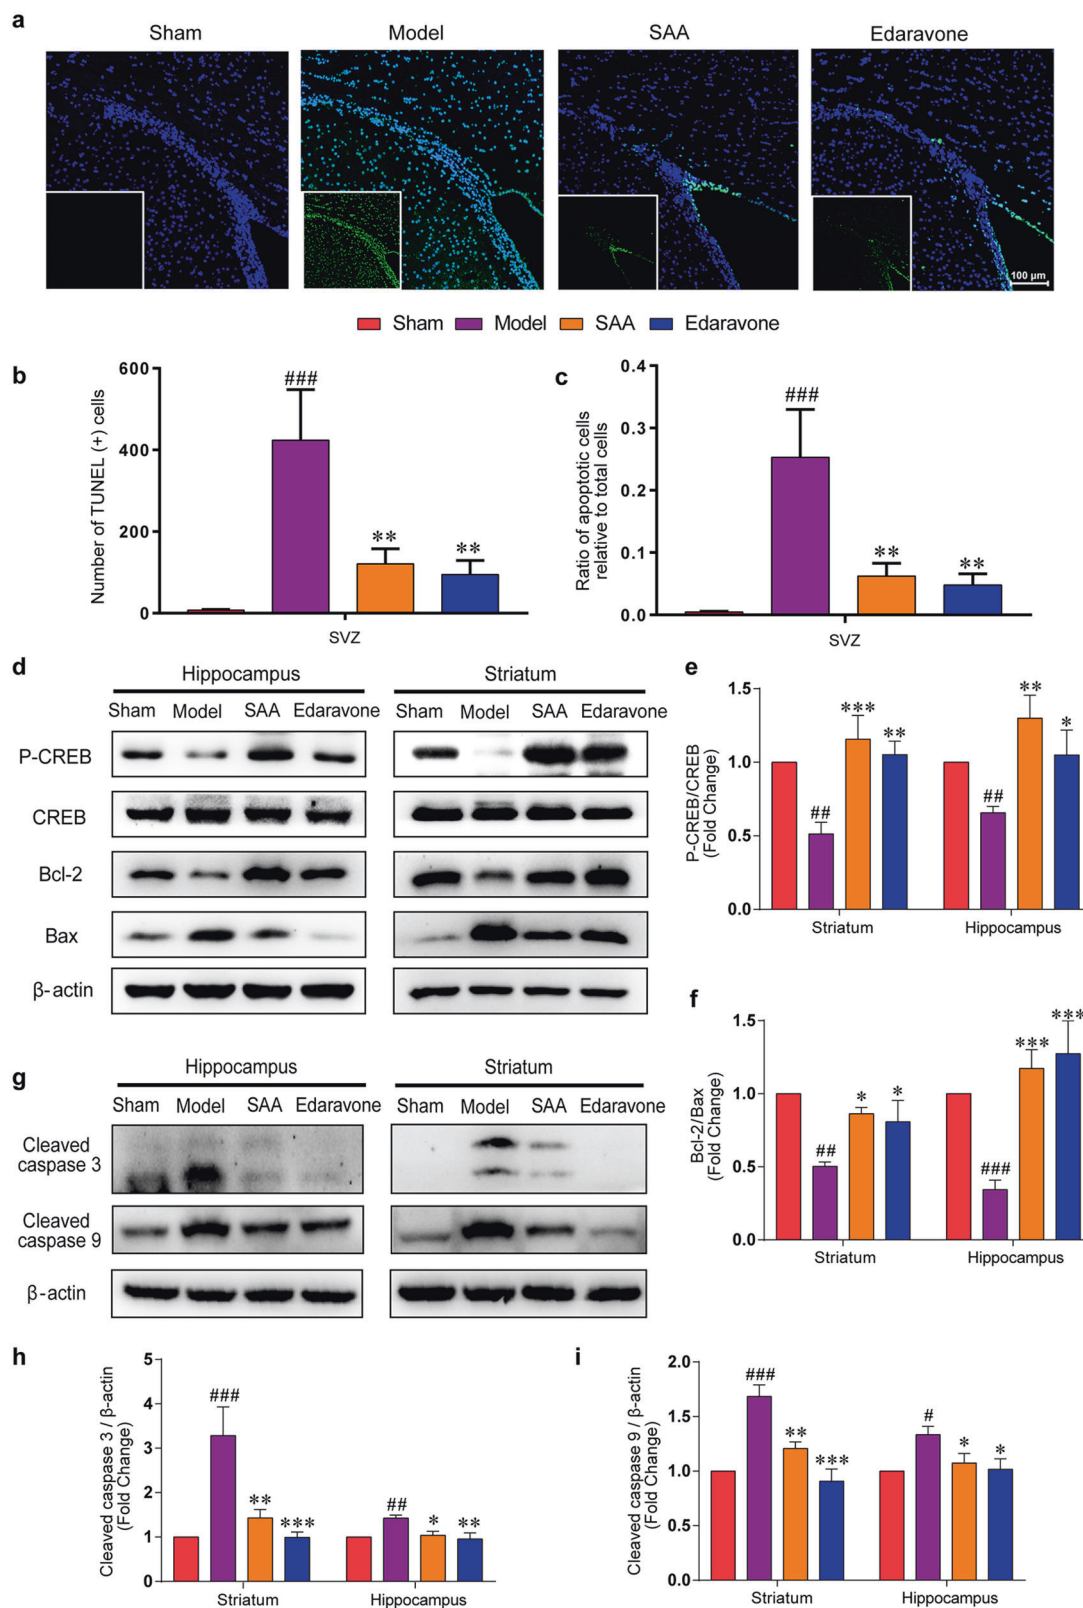 a
Sham
Model
SAA
Edaravone
100 μm
Sham Model SAA Edaravone
b
Number of TUNEL (+) cells
600
400
200
0
###
**
**
SVZ
c
Ratio of apoptotic cells
relative to total cells
0.4
0.3
0.2
0.1
0.0
###
**
**
SVZ
d
Hippocampus
Striatum
Sham Model SAA Edaravone
Sham Model SAA Edaravone
P-CREB
CREB
Bcl-2
Bax
β-actin
e
P-CREB/CREB
(Fold Change)
1.5
1.0
0.5
0.0
##
***
**
##
**
*
Striatum
Hippocampus
f
Bcl-2/Bax
(Fold Change)
1.5
1.0
0.5
0.0
##
*
*
###
***
***
Striatum
Hippocampus
g
Hippocampus
Striatum
Sham Model SAA Edaravone
Sham Model SAA Edaravone
Cleaved
caspase 3
Cleaved
caspase 9
β-actin
h
Cleaved caspase 3 / β-actin
(Fold Change)
5
4
3
2
1
0
###
**
***
##
*
**
Striatum
Hippocampus
i
Cleaved caspase 9 / β-actin
(Fold Change)
2.0
1.5
1.0
0.5
0.0
###
**
***
#
*
*
Striatum
Hippocampus